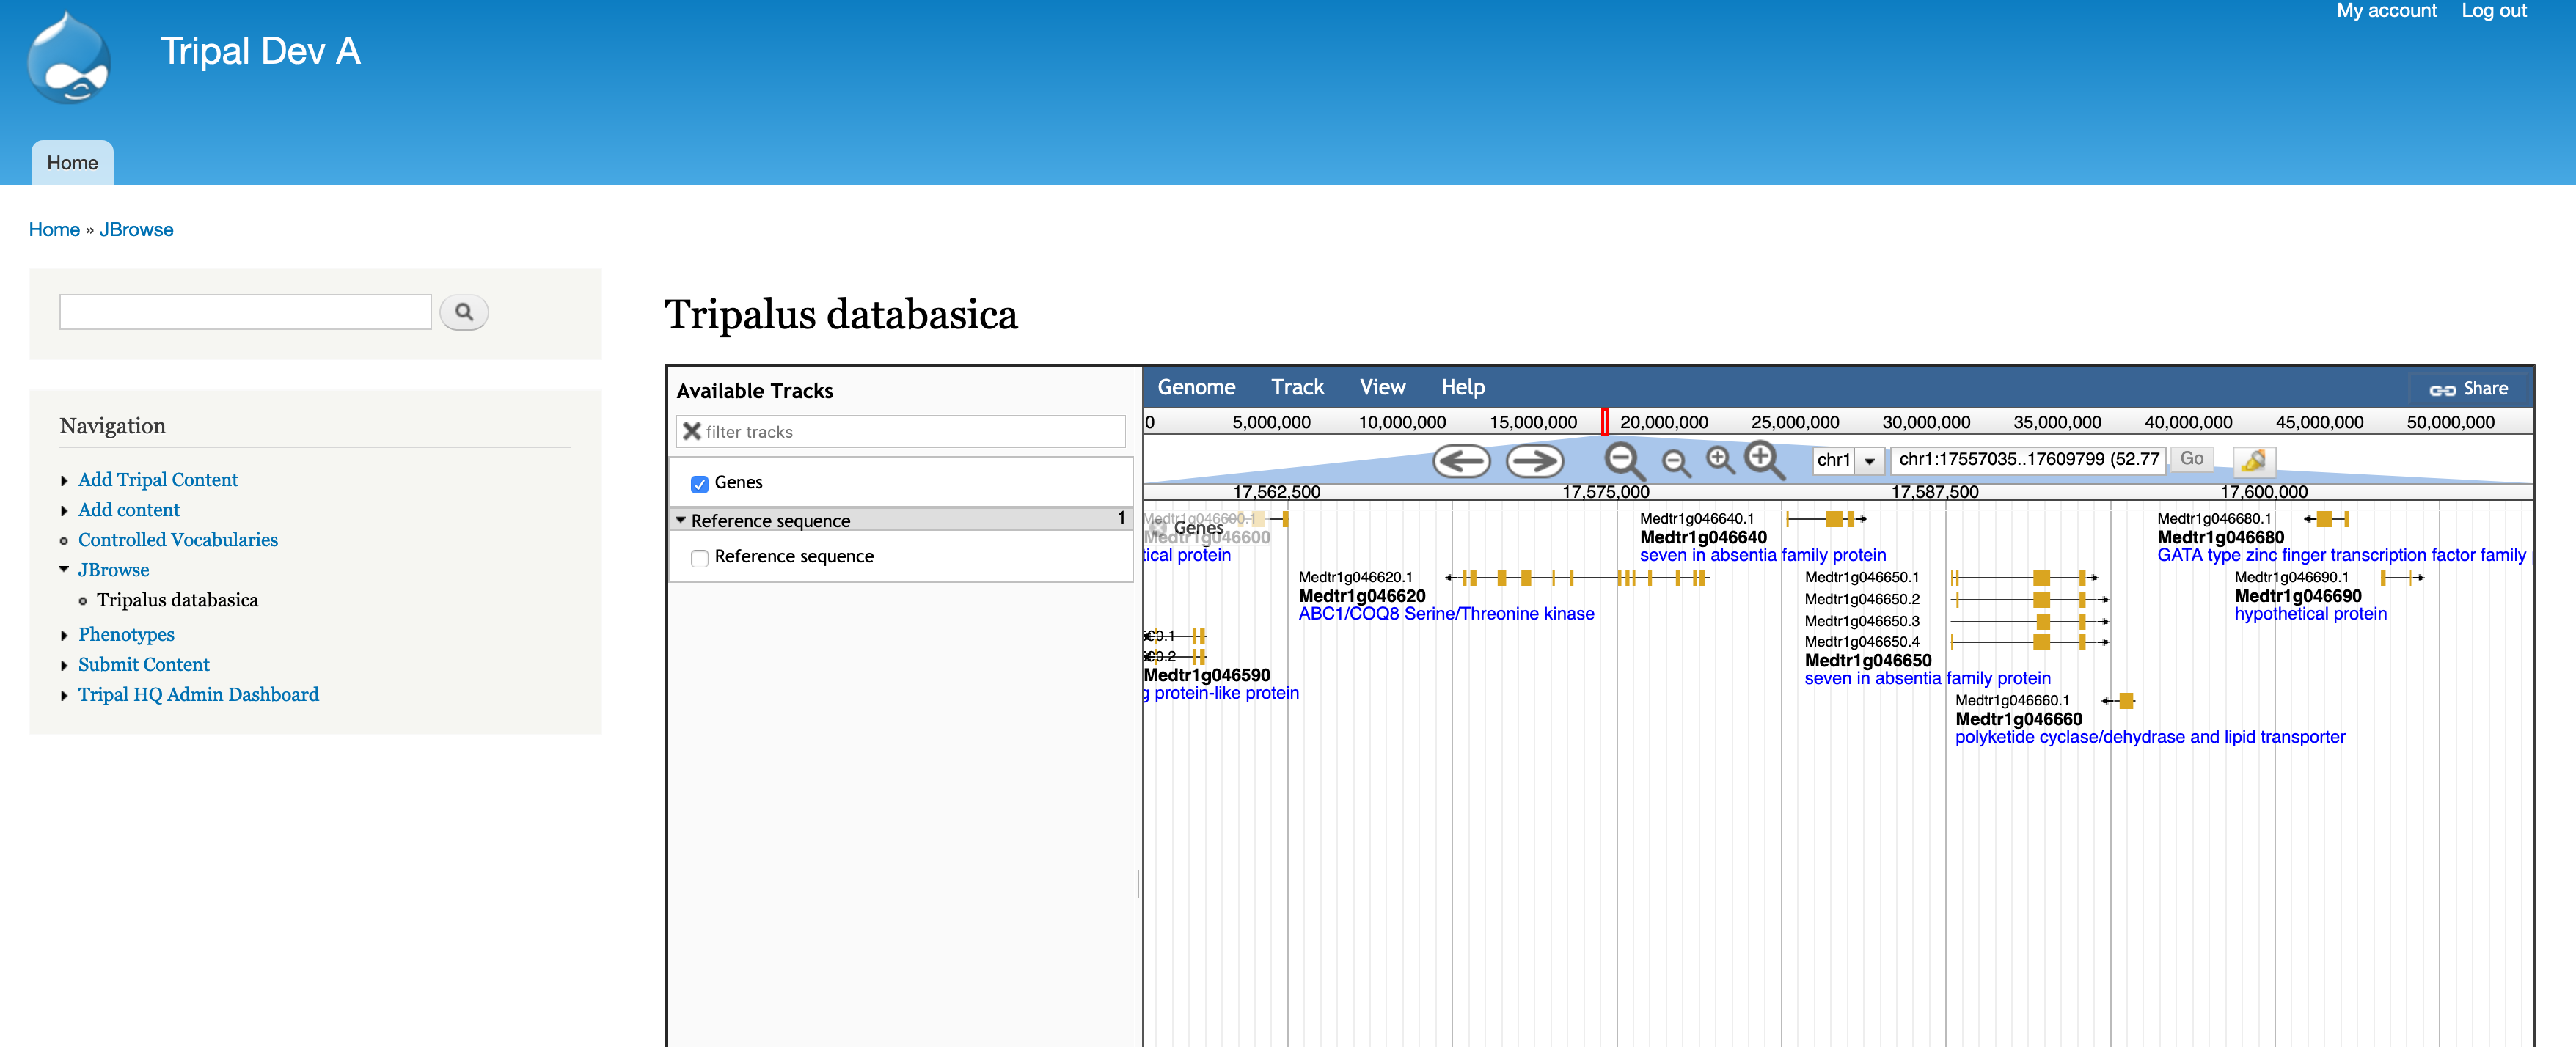 My account Log out
Tripal Dev A
Home
Home » JBrowse
Navigation
Add Tripal Content
Add content
Controlled Vocabularies
JBrowse
Tripalus databasica
Phenotypes
Submit Content
Tripal HQ Admin Dashboard
Tripalus databasica
Available Tracks
filter tracks
Genes
Reference sequence 1
Reference sequence
Genome Track View Help Share
0 5,000,000 10,000,000 15,000,000 20,000,000 25,000,000 30,000,000 35,000,000 40,000,000 45,000,000 50,000,000
chr1 chr1:17557035..17609799 (52.77 Go
17,562,500 17,575,000 17,587,500 17,600,000
Medtr1g046600.1 Medtr1g046640.1 Medtr1g046680.1
Genes
Medtr1g046600 Medtr1g046640 Medtr1g046680
tical protein seven in absentia family protein GATA type zinc finger transcription factor family
Medtr1g046620.1 Medtr1g046650.1 Medtr1g046690.1
Medtr1g046620 Medtr1g046650.2 Medtr1g046690
ABC1/COQ8 Serine/Threonine kinase Medtr1g046650.3 hypothetical protein
Medtr1g046650.4
0.1
0.2
Medtr1g046590 Medtr1g046650
g protein-like protein seven in absentia family protein
Medtr1g046660.1
Medtr1g046660
polyketide cyclase/dehydrase and lipid transporter